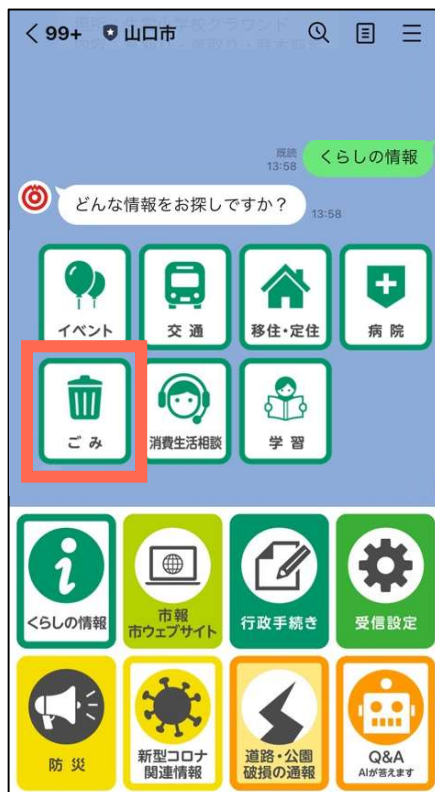 < 99+ 山口市
既読
13:58
くらしの情報
どんな情報をお探しですか？
13:58
イベント
交通
移住・定住
病院
ごみ
消費生活相談
学習
くらしの情報
市報
市ウェブサイト
行政手続き
受信設定
防災
新型コロナ
関連情報
道路・公園
破損の通報
Q&A
AIが答えます